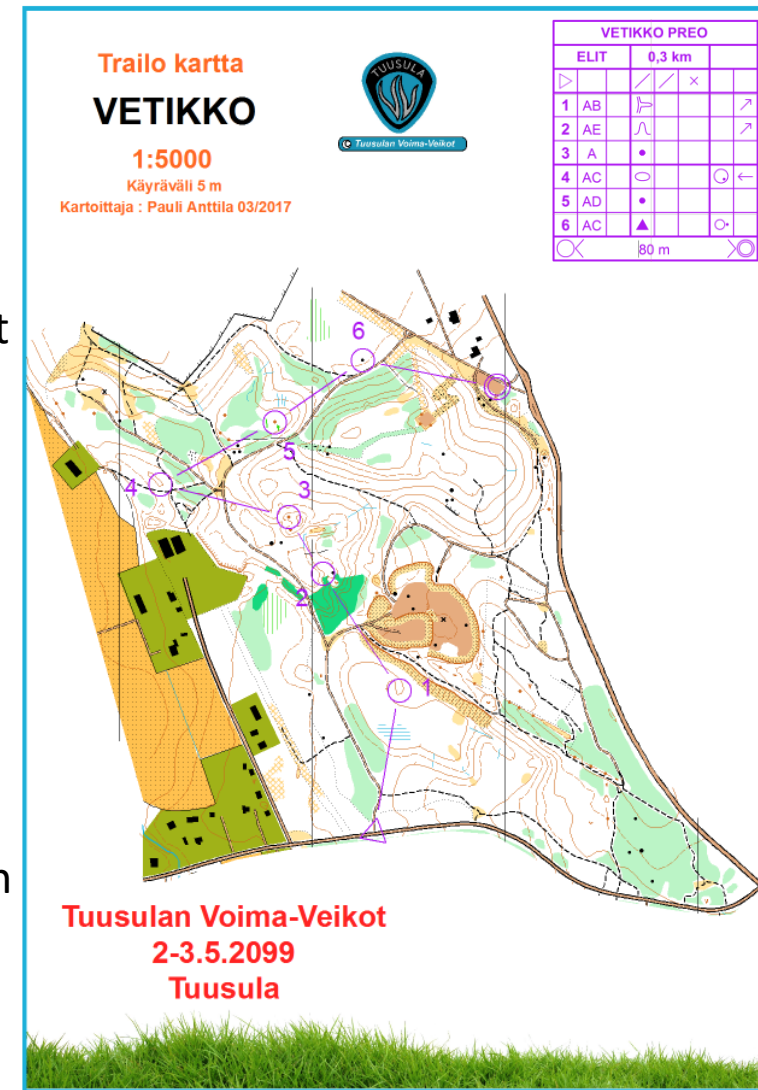 Trailo kartta
VETIKKO
1:5000
Käyräväli 5 m
Kartoittaja : Pauli Anttila 03/2017
TUUSULA
Tuusulan Voima-Veikot
VETIKKO PREO
ELIT 0,3 km
1 AB
2 AE
3 A
4 AC
5 AD
6 AC
80 m
t
6
5
4
3
2
1
n
Tuusulan Voima-Veikot
2-3.5.2099
Tuusula